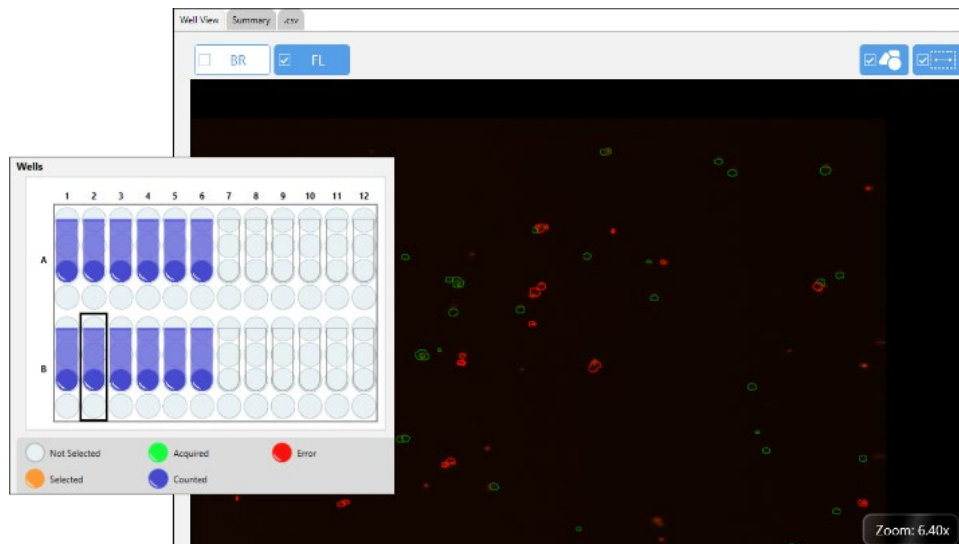 Well View Summary .csv
BR FL
Wells
1 2 3 4 5 6 7 8 9 10 11 12
A
B
Not Selected Acquired Error
Selected Counted
Zoom: 6.40x